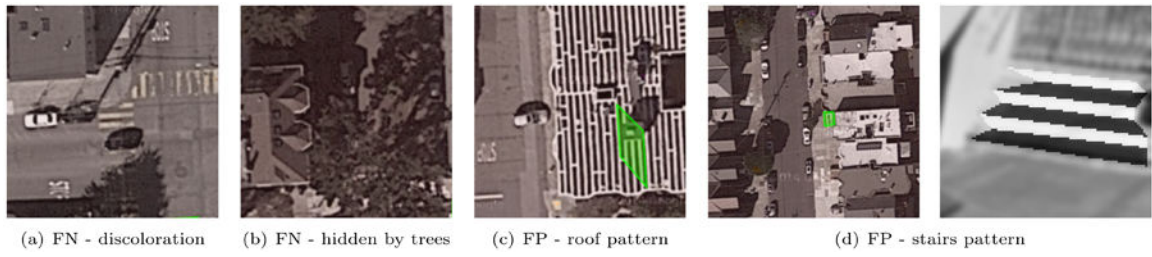 (a) FN - discoloration
(b) FN - hidden by trees
(c) FP - roof pattern
(d) FP - stairs pattern